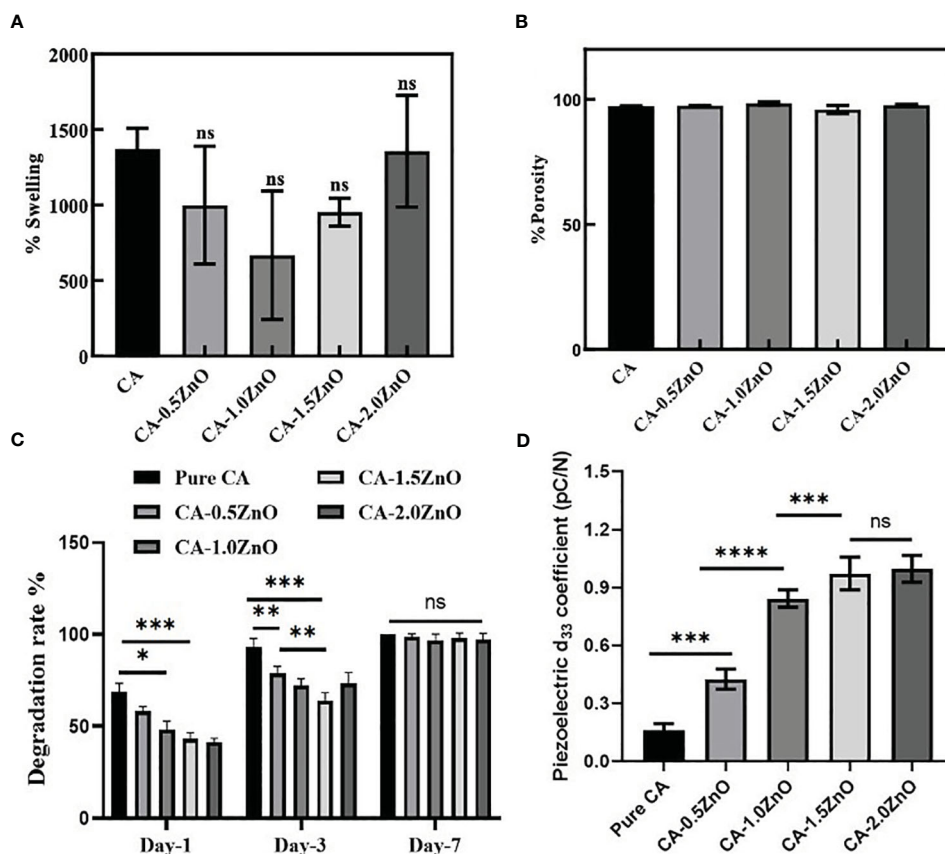 A
% Swelling
2000
1500
1000
500
0
ns
ns
ns
ns
CA
CA-0.5ZnO
CA-1.0ZnO
CA-1.5ZnO
CA-2.0ZnO
B
%Porosity
100
50
0
CA
CA-0.5ZnO
CA-1.0ZnO
CA-1.5ZnO
CA-2.0ZnO
C
Pure CA
CA-0.5ZnO
CA-1.0ZnO
CA-1.5ZnO
CA-2.0ZnO
Degradation rate %
150
100
50
0
***
*
***
**
**
ns
Day-1
Day-3
Day-7
D
Piezoelectric d₃₃ coefficient (pC/N)
1.5
1.2
0.9
0.6
0.3
0.0
***
****
***
ns
Pure CA
CA-0.5ZnO
CA-1.0ZnO
CA-1.5ZnO
CA-2.0ZnO